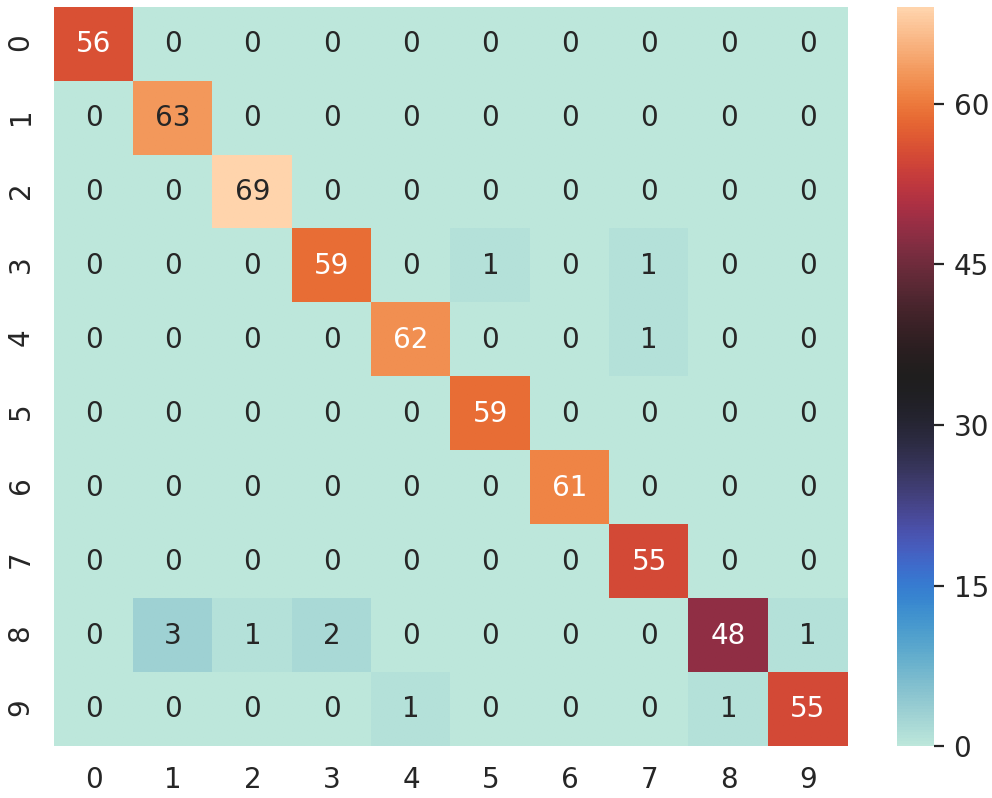 0 56 0 0 0 0 0 0 0 0 0
1 0 63 0 0 0 0 0 0 0 0
2 0 0 69 0 0 0 0 0 0 0
3 0 0 0 59 0 1 0 1 0 0
4 0 0 0 0 62 0 0 1 0 0
5 0 0 0 0 0 59 0 0 0 0
6 0 0 0 0 0 0 61 0 0 0
7 0 0 0 0 0 0 0 55 0 0
8 0 3 1 2 0 0 0 0 48 1
9 0 0 0 0 1 0 0 0 1 55
0 1 2 3 4 5 6 7 8 9
60
45
30
15
0